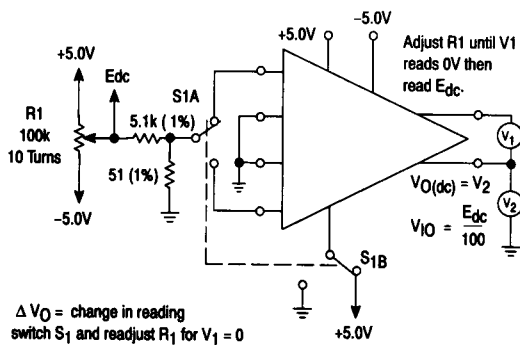 +5.0V
-5.0V
+5.0V
Edc
Adjust R1 until V1
reads 0V then
read Edc.
S1A
R1
100k
10 Turns
5.1k (1%)
51 (1%)
-5.0V
V1
VO(dc) = V2
V2
VIO = Edc
100
S1B
+5.0V
Δ VO = change in reading
switch S1 and readjust R1 for V1 = 0